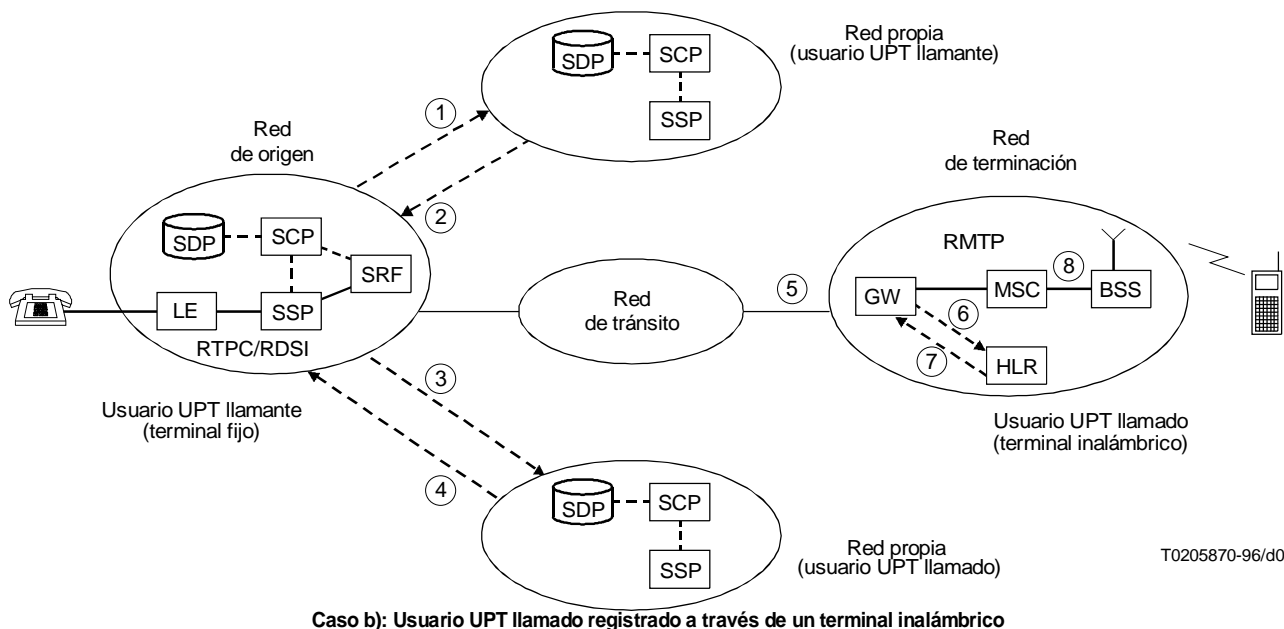 Red propia
(usuario UPT llamante)
SDP
SCP
SSP
1
2
Red
de origen
SDP
SCP
SRF
LE
SSP
RTPC/RDSI
Usuario UPT llamante
(terminal fijo)
Red
de tránsito
5
Red
de terminación
RMTP
GW
MSC
8
BSS
6
7
HLR
Usuario UPT llamado
(terminal inalámbrico)
3
4
SDP
SCP
SSP
Red propia
(usuario UPT llamado)
T0205870-96/d0
Caso b): Usuario UPT llamado registrado a través de un terminal inalámbrico